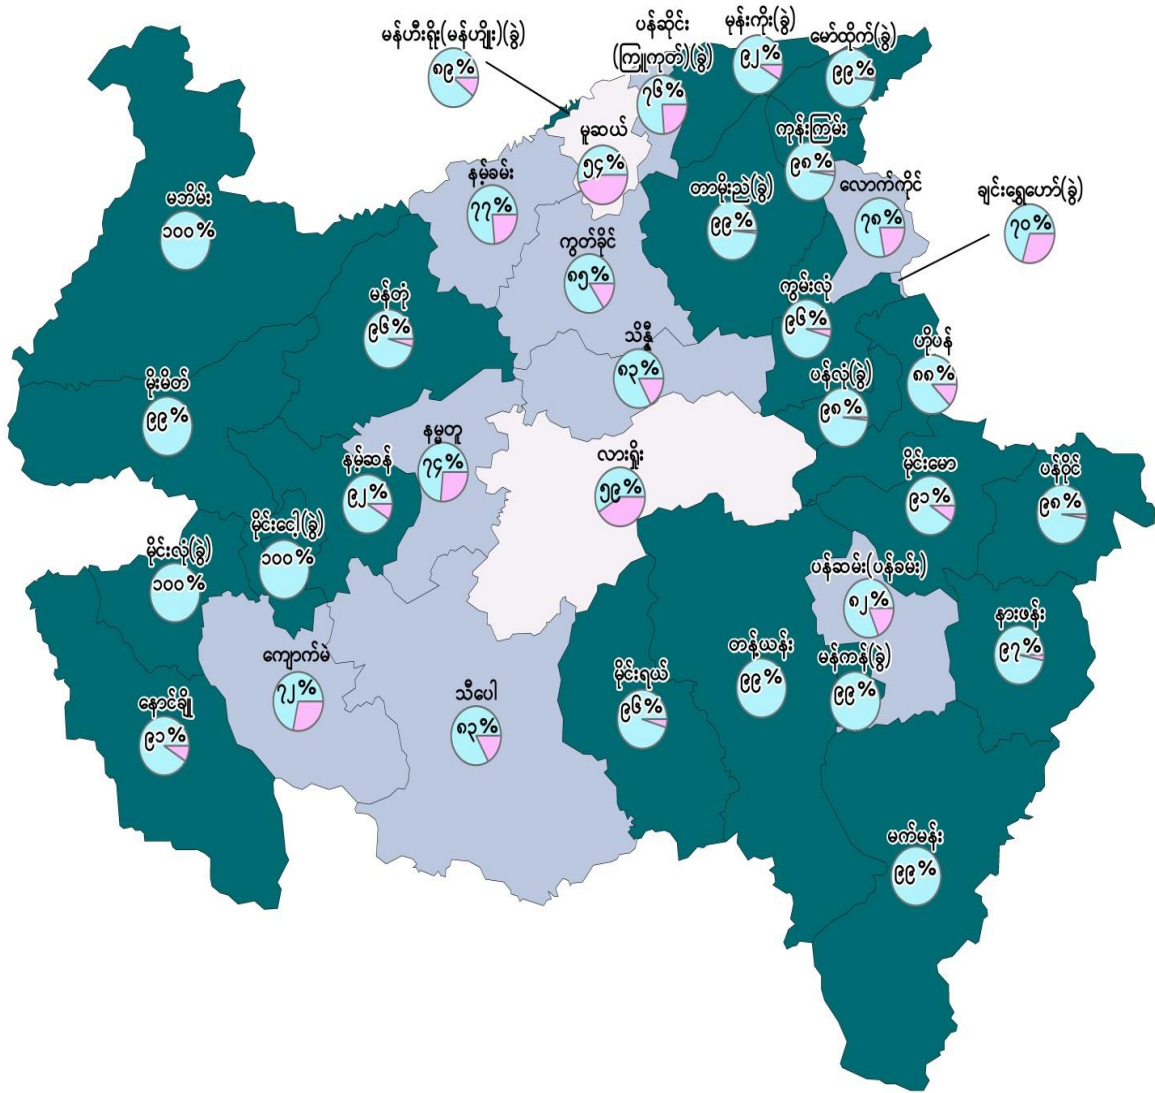 မန်ဟီးရိုး(မန်ဟျိုး)(ခွဲ)
၈၉%
ပန်ဆိုင်း
(ကြူကုတ်)(ခွဲ)
၇၆%
မုန်းကိုး(ခွဲ)
၉၂%
မော်ထိုက်(ခွဲ)
၉၉%
မူဆယ်
၅၄%
ကုန်းကြမ်း
၉၈%
နမ့်ခမ်း
၇၇%
တာမိုးညဲ(ခွဲ)
၉၉%
လောက်ကိုင်
၇၈%
ချင်းရွှေဟော်(ခွဲ)
၇၀%
မဘိမ်း
၁၀၀%
ကွတ်ခိုင်
၈၅%
မန်တုံ
၉၆%
ကွမ်းလုံ
၉၆%
သိန္နီ
၈၃%
ဟိုပန်
၈၈%
မိုးမိတ်
၉၉%
ပန်လုံ(ခွဲ)
၉၈%
နမ္မတူ
၇၄%
နမ့်ဆန်
၉၂%
လားရှိုး
၅၉%
မိုင်းမော
၉၁%
ပန်ဝိုင်
၉၈%
မိုင်းငေါ့(ခွဲ)
၁၀၀%
မိုင်းလုံ(ခွဲ)
၁၀၀%
ပန်ဆမ်း(ပန်ခမ်း)
၈၂%
နားဖန်း
၉၇%
ကျောက်မဲ
၇၂%
တန့်ယန်း
၉၉%
မန်ကန်(ခွဲ)
၉၉%
မိုင်းရယ်
၉၆%
သီပေါ
၈၃%
နောင်ချို
၉၁%
မက်မန်း
၉၉%